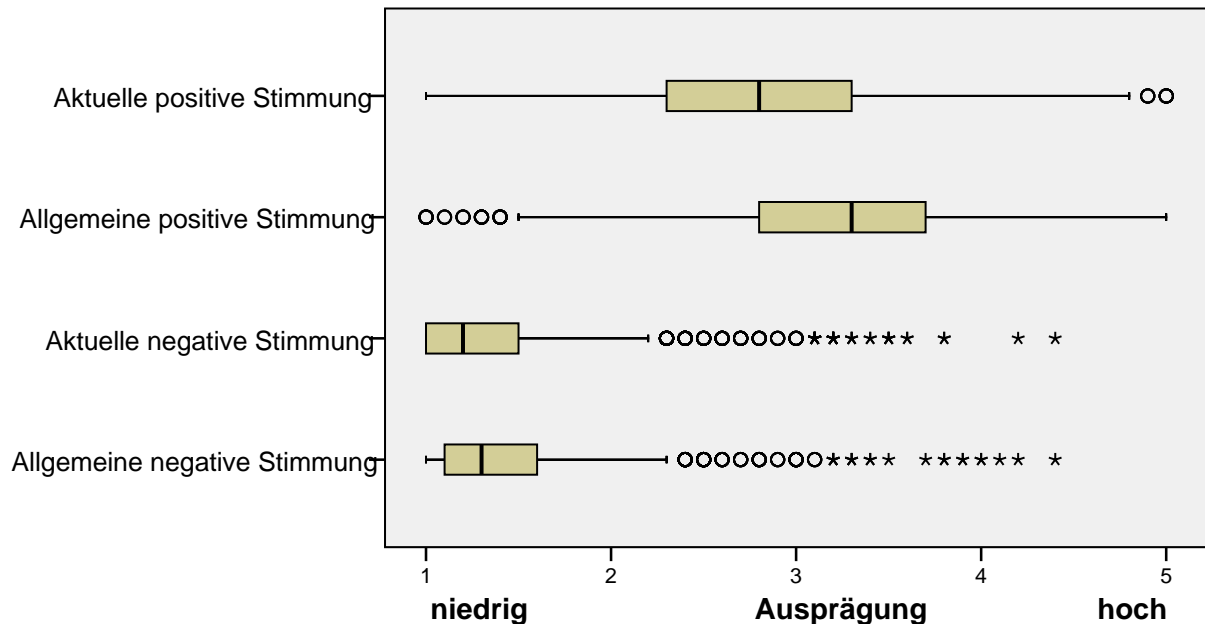 Aktuelle positive Stimmung
Allgemeine positive Stimmung
Aktuelle negative Stimmung
Allgemeine negative Stimmung
1 2 3 4 5
niedrig Ausprägung hoch